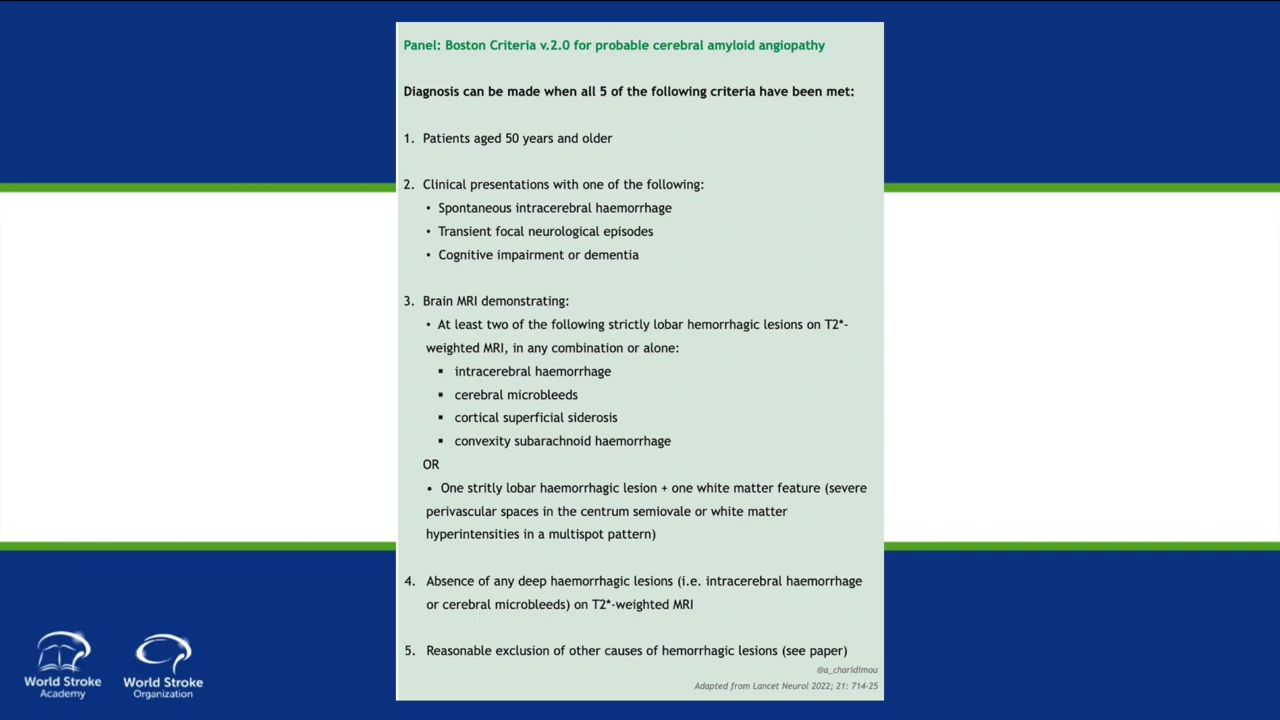 Panel: Boston Criteria v.2.0 for probable cerebral amyloid angiopathy
Diagnosis can be made when all 5 of the following criteria have been met:
1. Patients aged 50 years and older
2. Clinical presentations with one of the following:
• Spontaneous intracerebral haemorrhage
• Transient focal neurological episodes
• Cognitive impairment or dementia
3. Brain MRI demonstrating:
• At least two of the following strictly lobar hemorrhagic lesions on T2*-
weighted MRI, in any combination or alone:
▪ intracerebral haemorrhage
▪ cerebral microbleeds
▪ cortical superficial siderosis
▪ convexity subarachnoid haemorrhage
OR
• One stritly lobar haemorrhagic lesion + one white matter feature (severe
perivascular spaces in the centrum semiovale or white matter
hyperintensities in a multispot pattern)
4. Absence of any deep haemorrhagic lesions (i.e. intracerebral haemorrhage
or cerebral microbleeds) on T2*-weighted MRI
5. Reasonable exclusion of other causes of hemorrhagic lesions (see paper)
@a_charidimou
Adapted from Lancet Neurol 2022; 21: 714-25
World Stroke
Academy
World Stroke
Organization